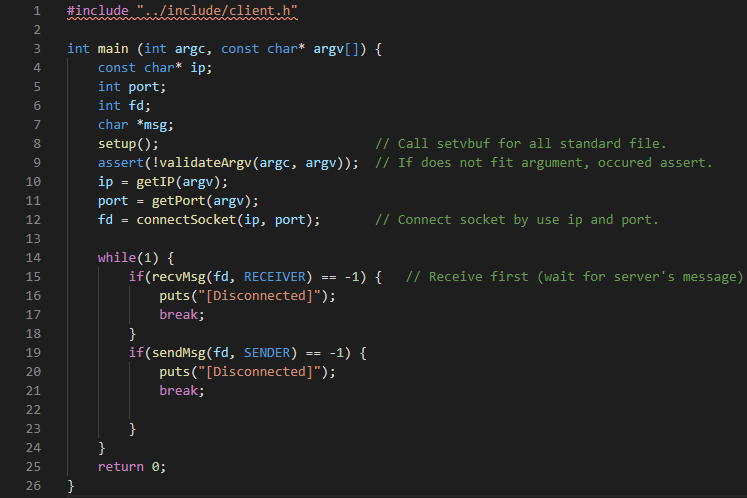 1 #include "../include/client.h"
2
3 int main (int argc, const char* argv[]) {
4     const char* ip;
5     int port;
6     int fd;
7     char *msg;
8     setup();                            // Call setvbuf for all standard file.
9     assert(!validateArgv(argc, argv));  // If does not fit argument, occured assert.
10     ip = getIP(argv);
11     port = getPort(argv);
12     fd = connectSocket(ip, port);       // Connect socket by use ip and port.
13
14     while(1) {
15         if(recvMsg(fd, RECEIVER) == -1) {   // Receive first (wait for server's message)
16             puts("[Disconnected]");
17             break;
18         }
19         if(sendMsg(fd, SENDER) == -1) {
20             puts("[Disconnected]");
21             break;
22
23         }
24     }
25     return 0;
26 }